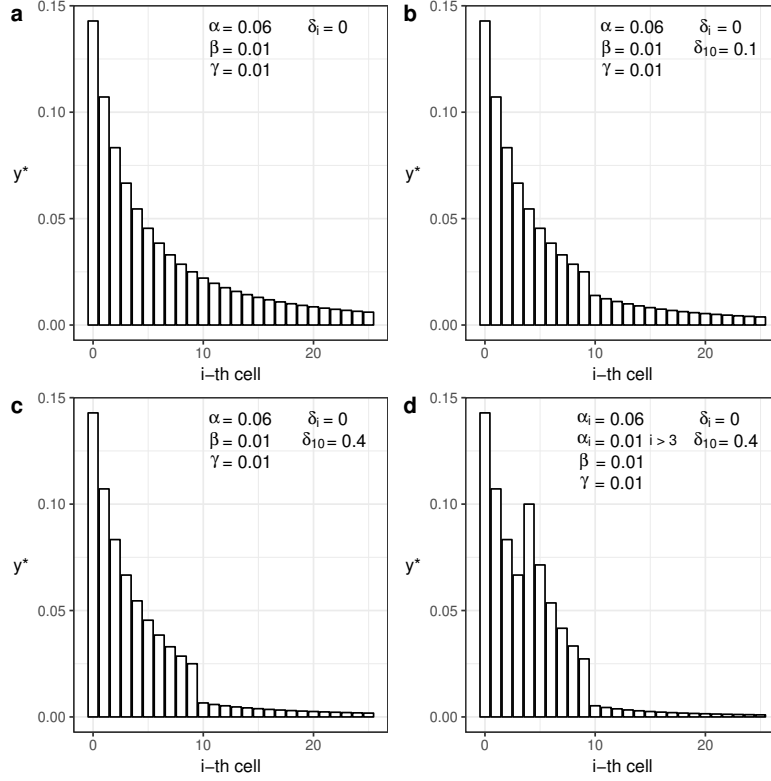 a
α = 0.06 δi = 0
β = 0.01
γ = 0.01
0.15
0.10
0.05
0.00
y*
0 10 20
i−th cell
b
α = 0.06 δi = 0
β = 0.01 δ10 = 0.1
γ = 0.01
0.15
0.10
0.05
0.00
y*
0 10 20
i−th cell
c
α = 0.06 δi = 0
β = 0.01 δ10 = 0.4
γ = 0.01
0.15
0.10
0.05
0.00
y*
0 10 20
i−th cell
d
αi = 0.06 δi = 0
αi = 0.01 i > 3 δ10 = 0.4
β = 0.01
γ = 0.01
0.15
0.10
0.05
0.00
y*
0 10 20
i−th cell